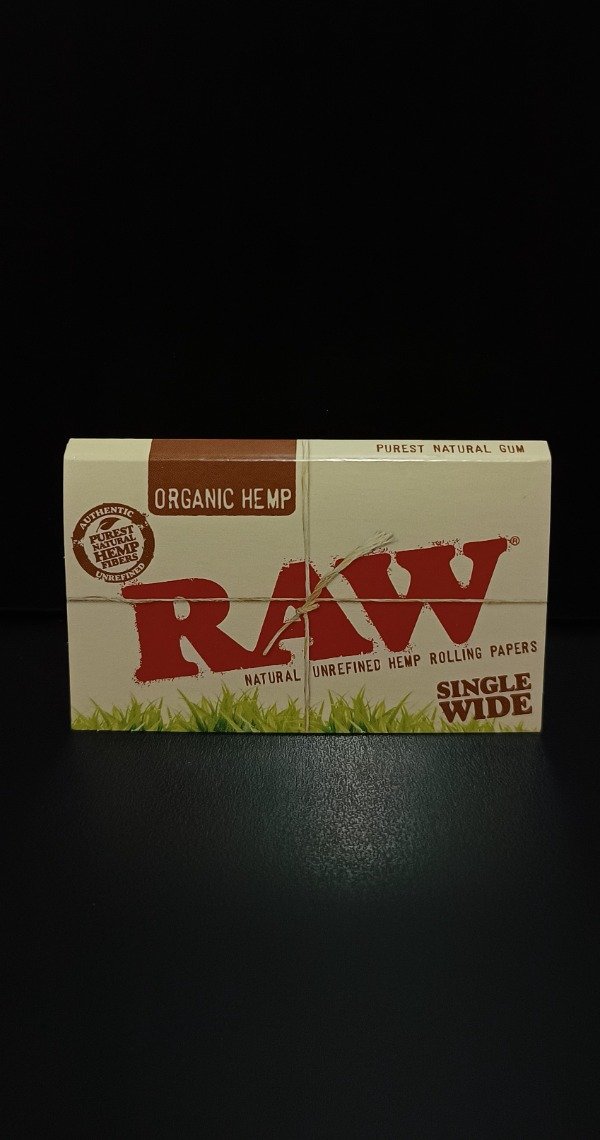 PUREST NATURAL GUM
ORGANIC HEMP
AUTHENTIC
PUREST
NATURAL
HEMP
FIBERS
UNREFINED
RAW®
NATURAL UNREFINED HEMP ROLLING PAPERS
SINGLE
WIDE